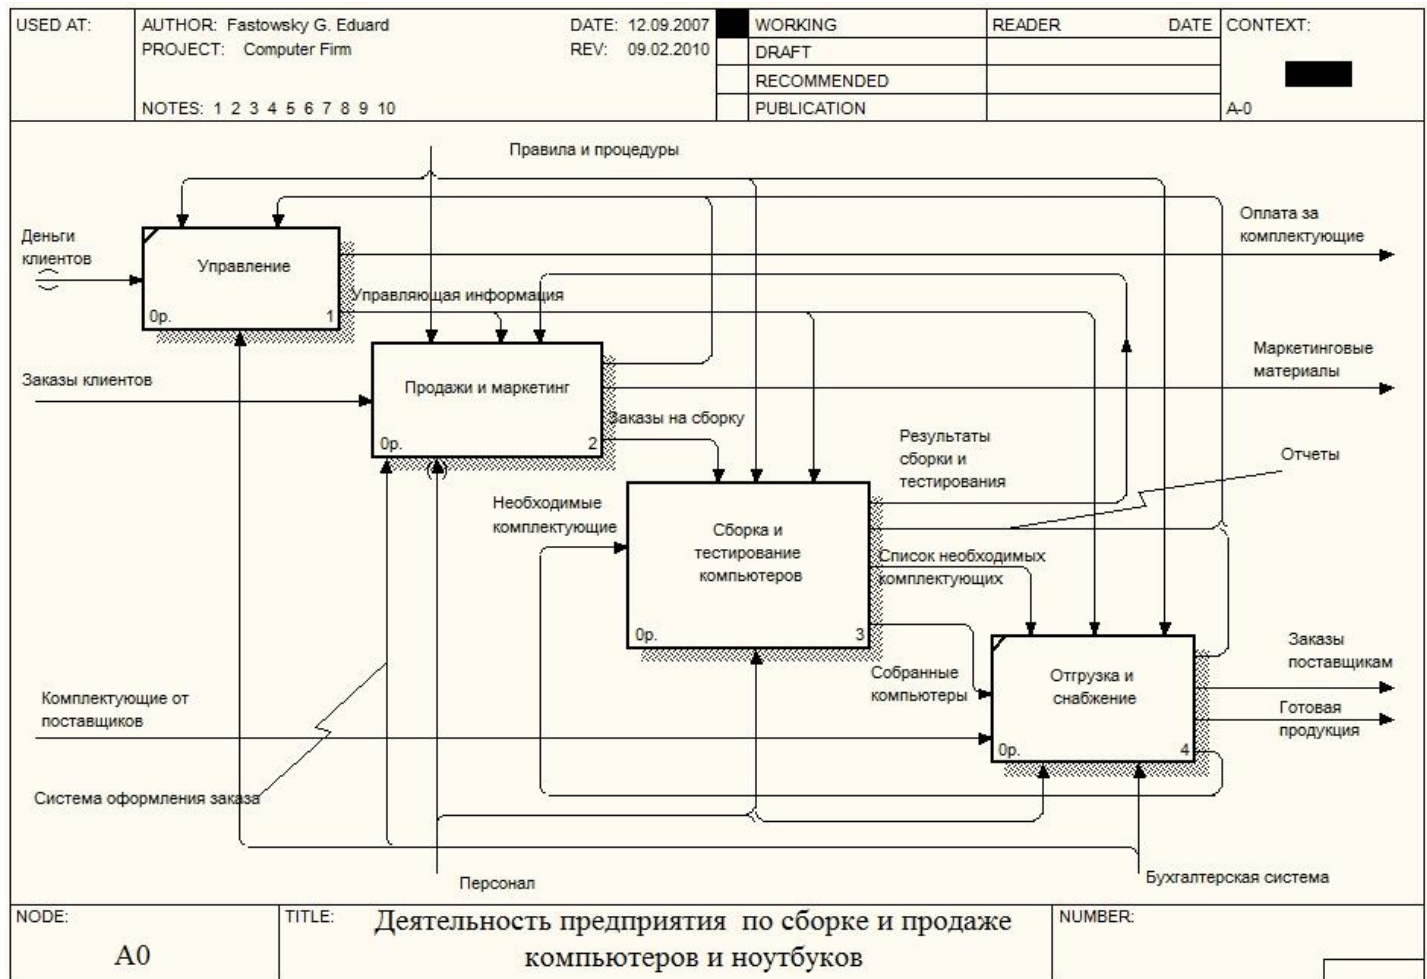 USED AT:
AUTHOR: Fastowsky G. Eduard
DATE: 12.09.2007
WORKING
READER
DATE
CONTEXT:
PROJECT: Computer Firm
REV: 09.02.2010
DRAFT
RECOMMENDED
NOTES: 1 2 3 4 5 6 7 8 9 10
PUBLICATION
A-0
Правила и процедуры
Деньги
клиентов
Управление
0р.
1
Оплата за
комплектующие
Управляющая информация
Заказы клиентов
Продажи и маркетинг
0р.
2
Маркетинговые
материалы
Заказы на сборку
Результаты
сборки и
тестирования
Отчеты
Необходимые
комплектующие
Сборка и
тестирование
компьютеров
0р.
3
Список необходимых
комплектующих
Собранные
компьютеры
Отгрузка и
снабжение
0р.
4
Заказы
поставщикам
Готовая
продукция
Комплектующие от
поставщиков
Система оформления заказа
Персонал
Бухгалтерская система
NODE:
A0
TITLE:
Деятельность предприятия по сборке и продаже
компьютеров и ноутбуков
NUMBER: